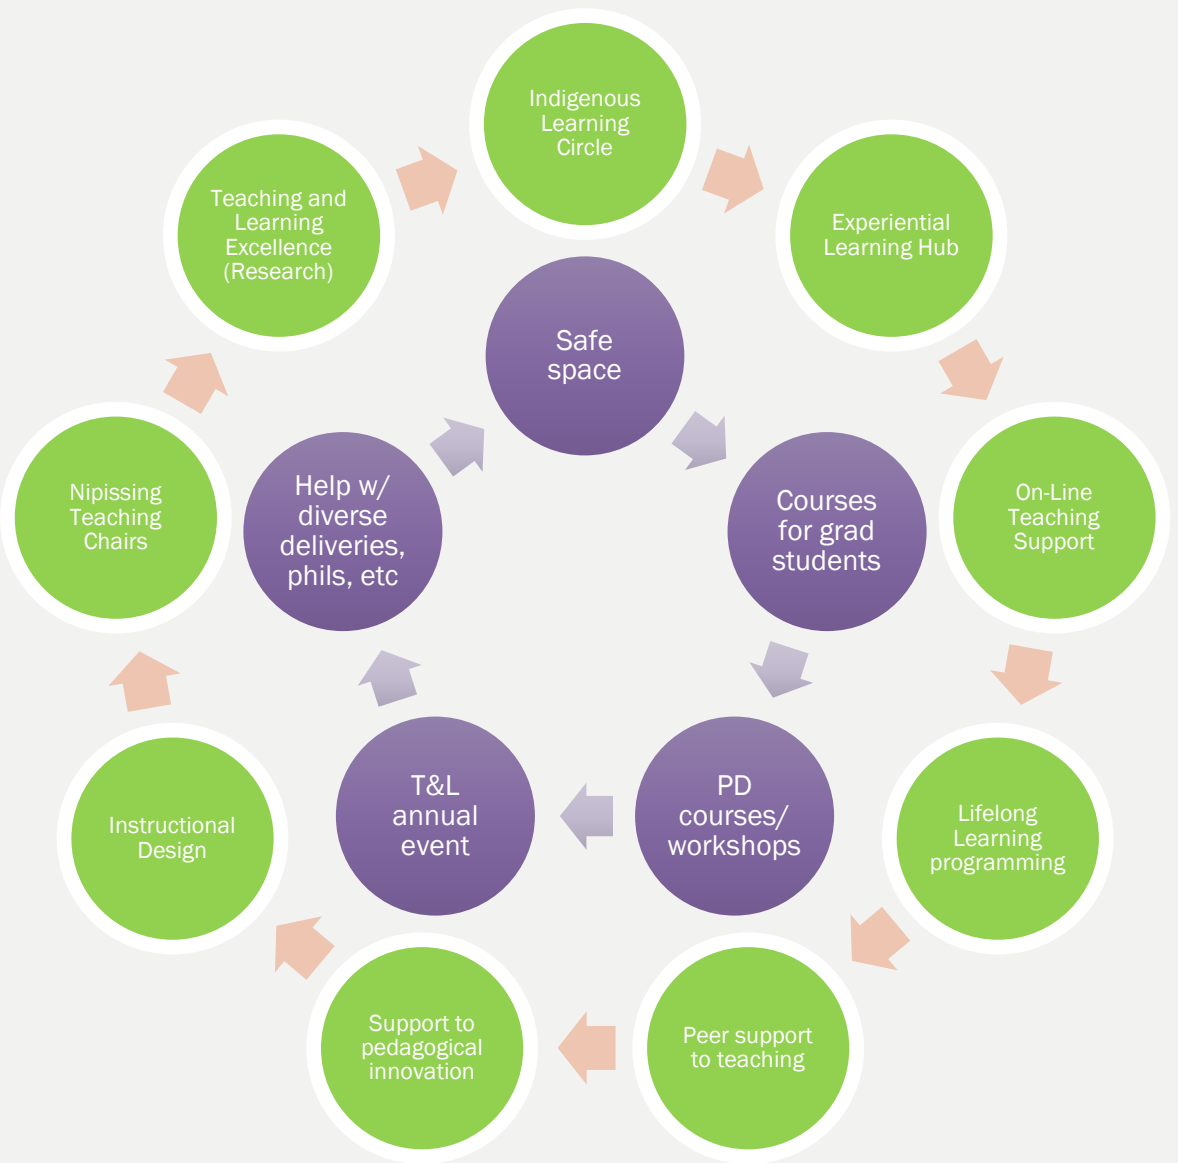 Indigenous
Learning
Circle
Experiential
Learning Hub
On-Line
Teaching
Support
Lifelong
Learning
programming
Peer support
to teaching
Support to
pedagogical
innovation
Instructional
Design
Nipissing
Teaching
Chairs
Teaching and
Learning
Excellence
(Research)
Safe
space
Courses
for grad
students
PD
courses/
workshops
T&L
annual
event
Help w/
diverse
deliveries,
phils, etc